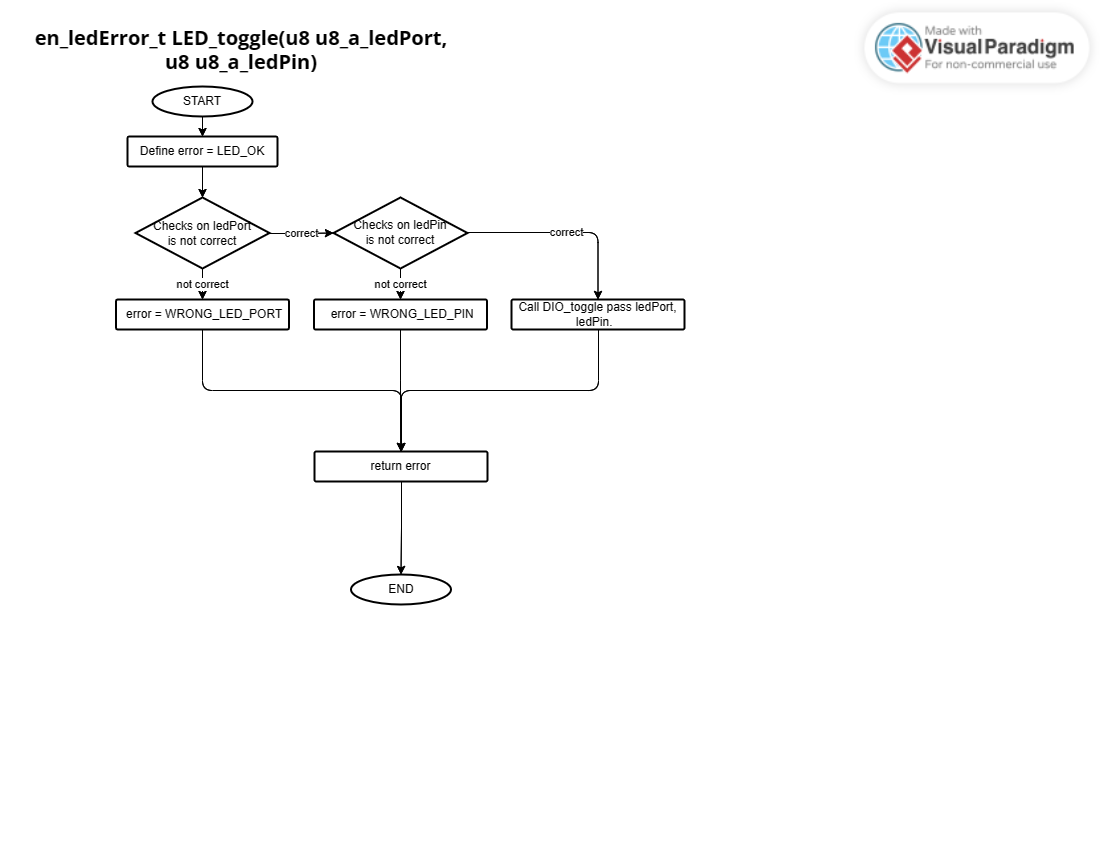 en_ledError_t LED_toggle(u8 u8_a_ledPort,
u8 u8_a_ledPin)
Made with
Visual Paradigm
For non-commercial use
START
Define error = LED_OK
Checks on ledPort
is not correct
correct
Checks on ledPin
is not correct
correct
not correct
not correct
error = WRONG_LED_PORT
error = WRONG_LED_PIN
Call DIO_toggle pass ledPort,
ledPin.
return error
END